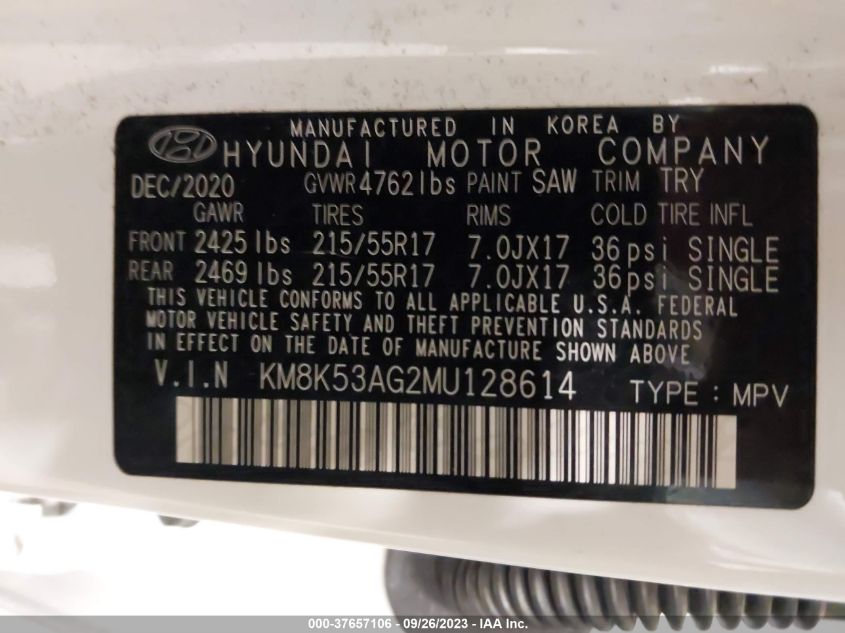 MANUFACTURED IN KOREA BY
HYUNDAI MOTOR COMPANY
DEC/2020 GVWR 4762lbs PAINT SAW TRIM TRY
GAWR TIRES RIMS COLD TIRE INFL
FRONT 2425lbs 215/55R17 7.0JX17 36psi SINGLE
REAR 2469lbs 215/55R17 7.0JX17 36psi SINGLE
THIS VEHICLE CONFORMS TO ALL APPLICABLE U.S.A. FEDERAL
MOTOR VEHICLE SAFETY AND THEFT PREVENTION STANDARDS
IN EFFECT ON THE DATE OF MANUFACTURE SHOWN ABOVE
V.I.N KM8K53AG2MU128614 TYPE : MPV
000-37657106 - 09/26/2023 - IAA Inc.